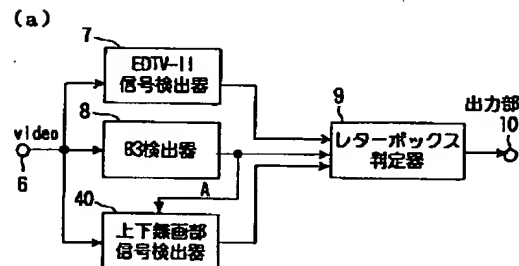 (a)
7
EDTV-II
信号検出器
8
B3検出器
video
6
A
40
上下無画部
信号検出器
9
レターボックス
判定器
出力部
10